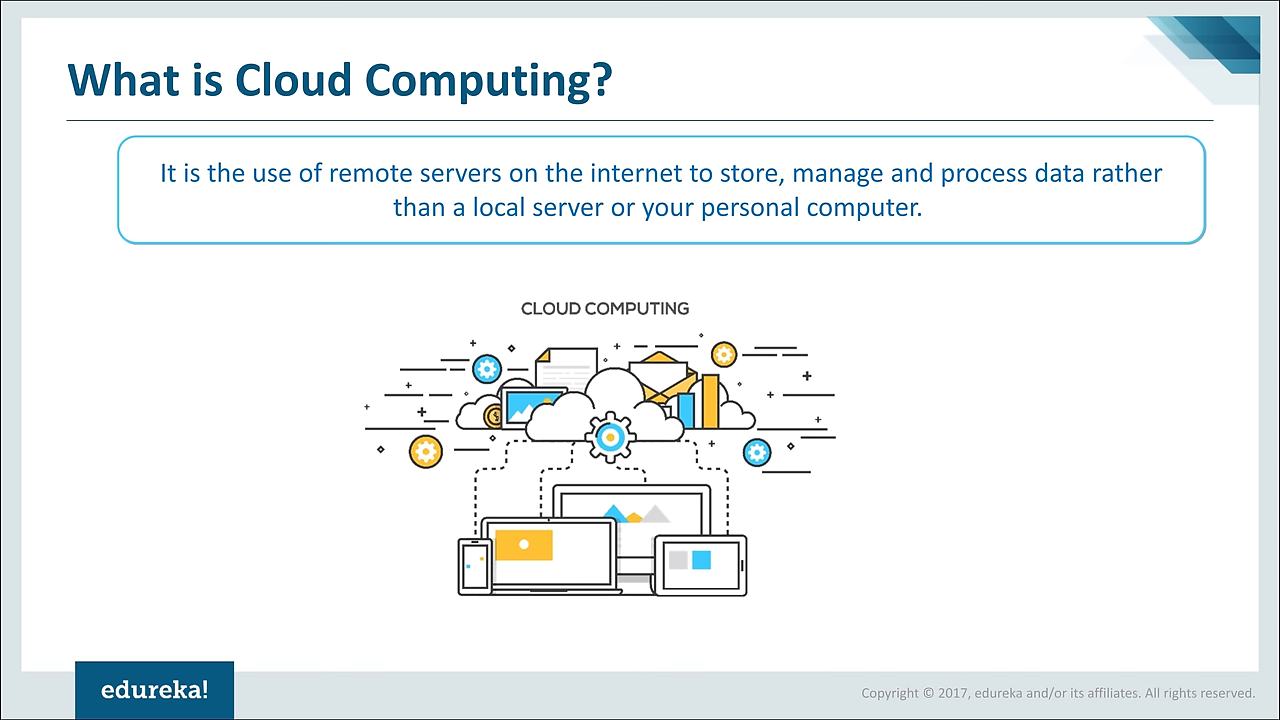 What is Cloud Computing?
It is the use of remote servers on the internet to store, manage and process data rather
than a local server or your personal computer.
CLOUD COMPUTING
edureka!
Copyright © 2017, edureka and/or its affiliates. All rights reserved.